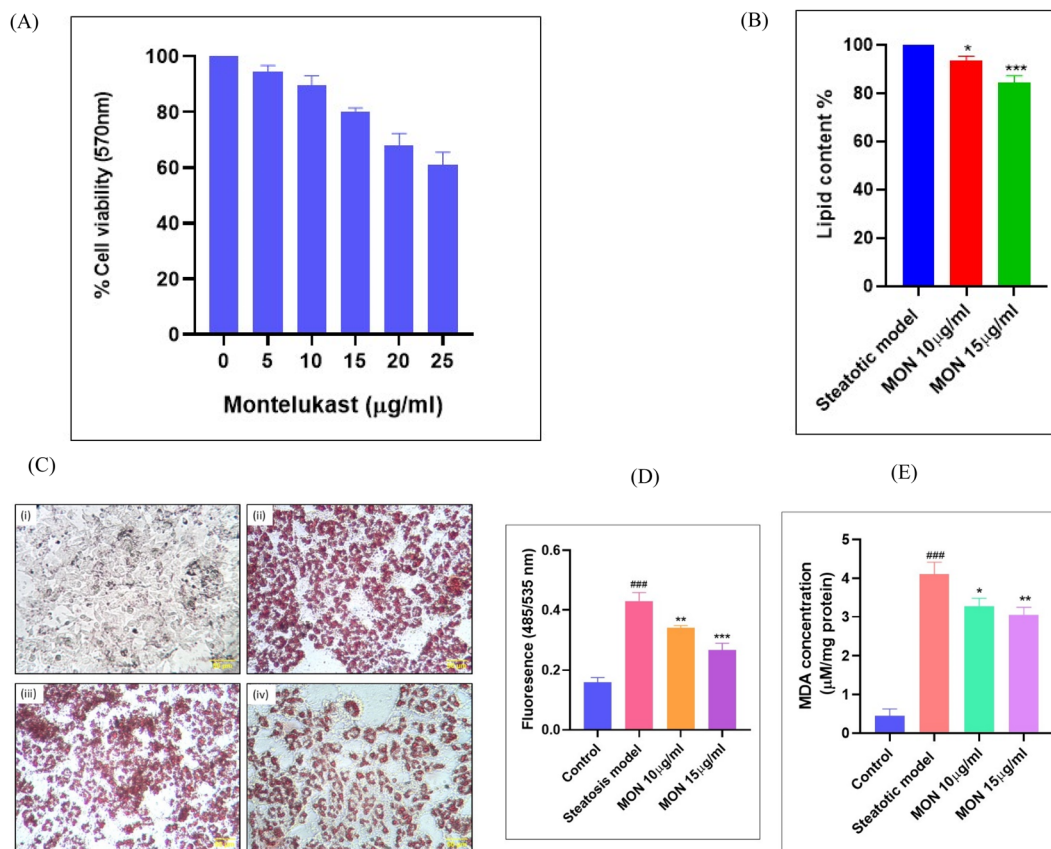 (A)
% Cell viability (570nm)
100
80
60
40
80
0
0 5 10 15 20 25
Montelukast (μg/ml)
(B)
Lipid content %
100
80
60
40
20
0
*
***
Steatotic model
MON 10μg/ml
MON 15μg/ml
(C)
(i)
(ii)
(iii)
(iv)
(D)
Fluoresence (485/535 nm)
0.6
0.4
0.2
0.0
###
**
***
Control
Steatosis model
MON 10μg/ml
MON 15μg/ml
(E)
MDA concentration
(μM/mg protein)
5
4
3
2
1
0
###
*
**
Control
Steatotic model
MON 10μg/ml
MON 15μg/ml